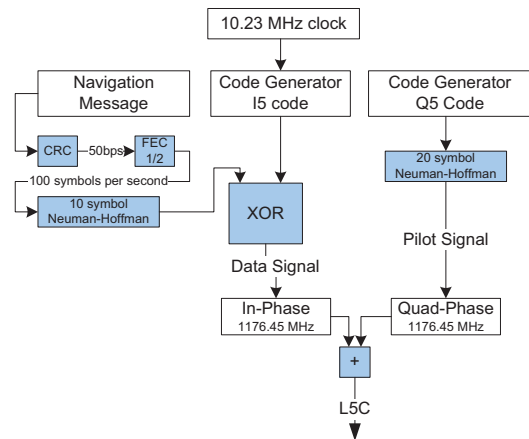 10.23 MHz clock
Navigation
Message
Code Generator
I5 code
Code Generator
Q5 Code
CRC
50bps
FEC
1/2
20 symbol
Neuman-Hoffman
100 symbols per second
10 symbol
Neuman-Hoffman
XOR
Pilot Signal
Data Signal
In-Phase
1176.45 MHz
Quad-Phase
1176.45 MHz
+
L5C